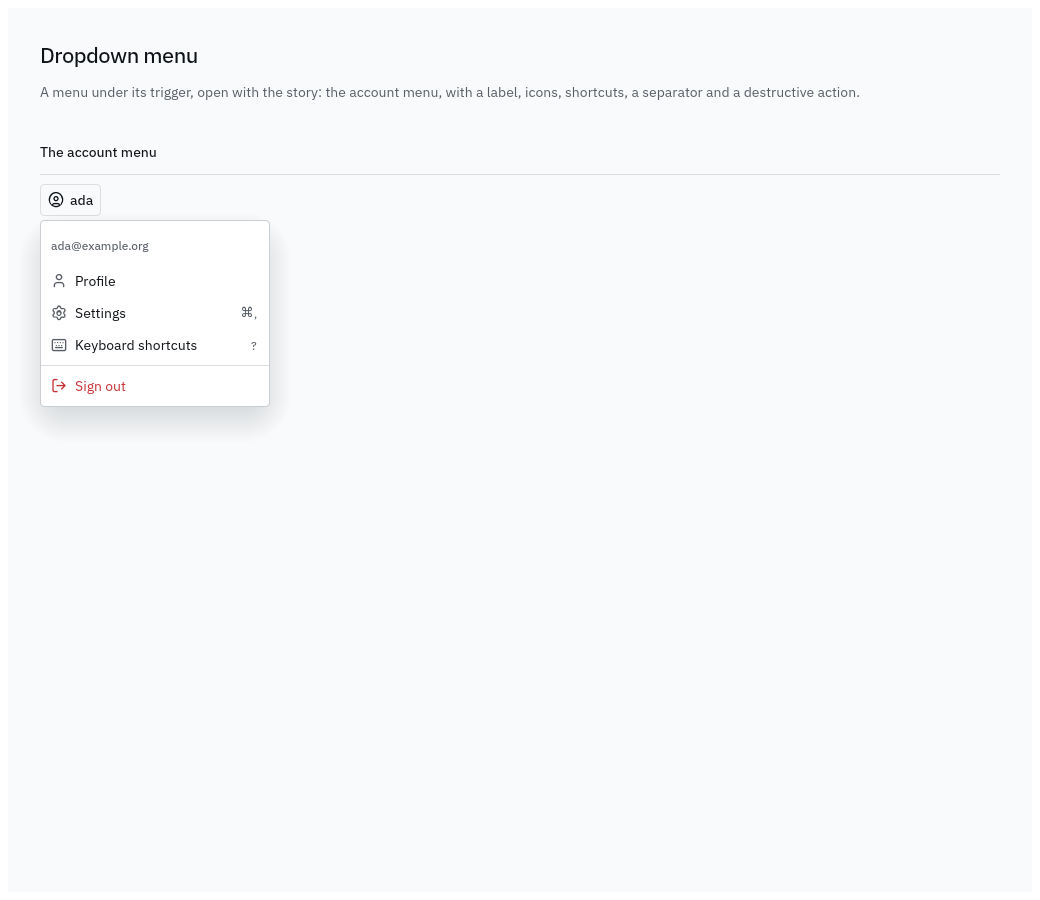 Dropdown menu
A menu under its trigger, open with the story: the account menu, with a label, icons, shortcuts, a separator and a destructive action.
The account menu
ada
ada@example.org
Profile
Settings ⌘,
Keyboard shortcuts ?
Sign out